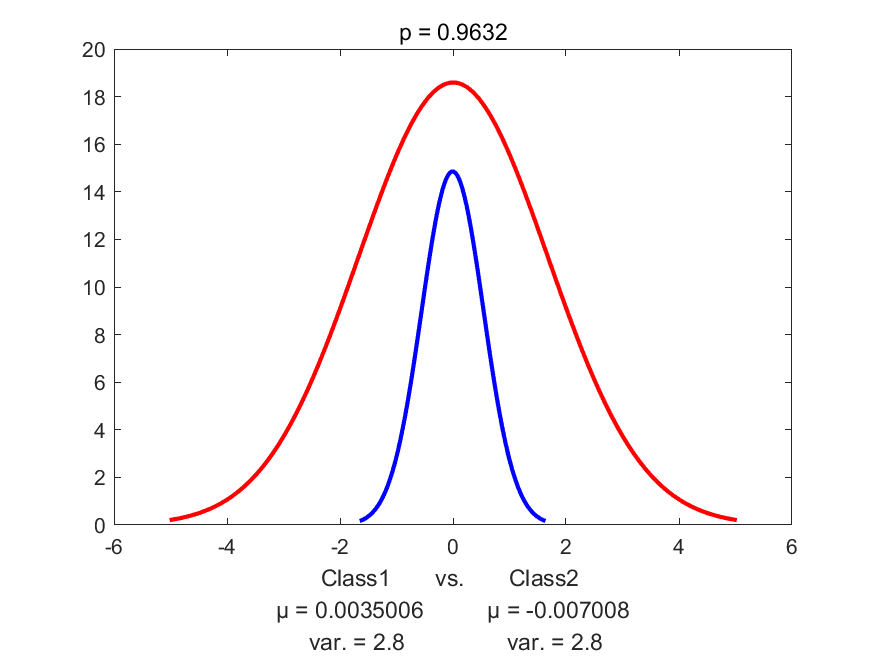 p = 0.9632
20
18
16
14
12
10
8
6
4
2
0
-6 -4 -2 0 2 4 6
Class1 vs. Class2
μ = 0.0035006 μ = -0.007008
var. = 2.8 var. = 2.8